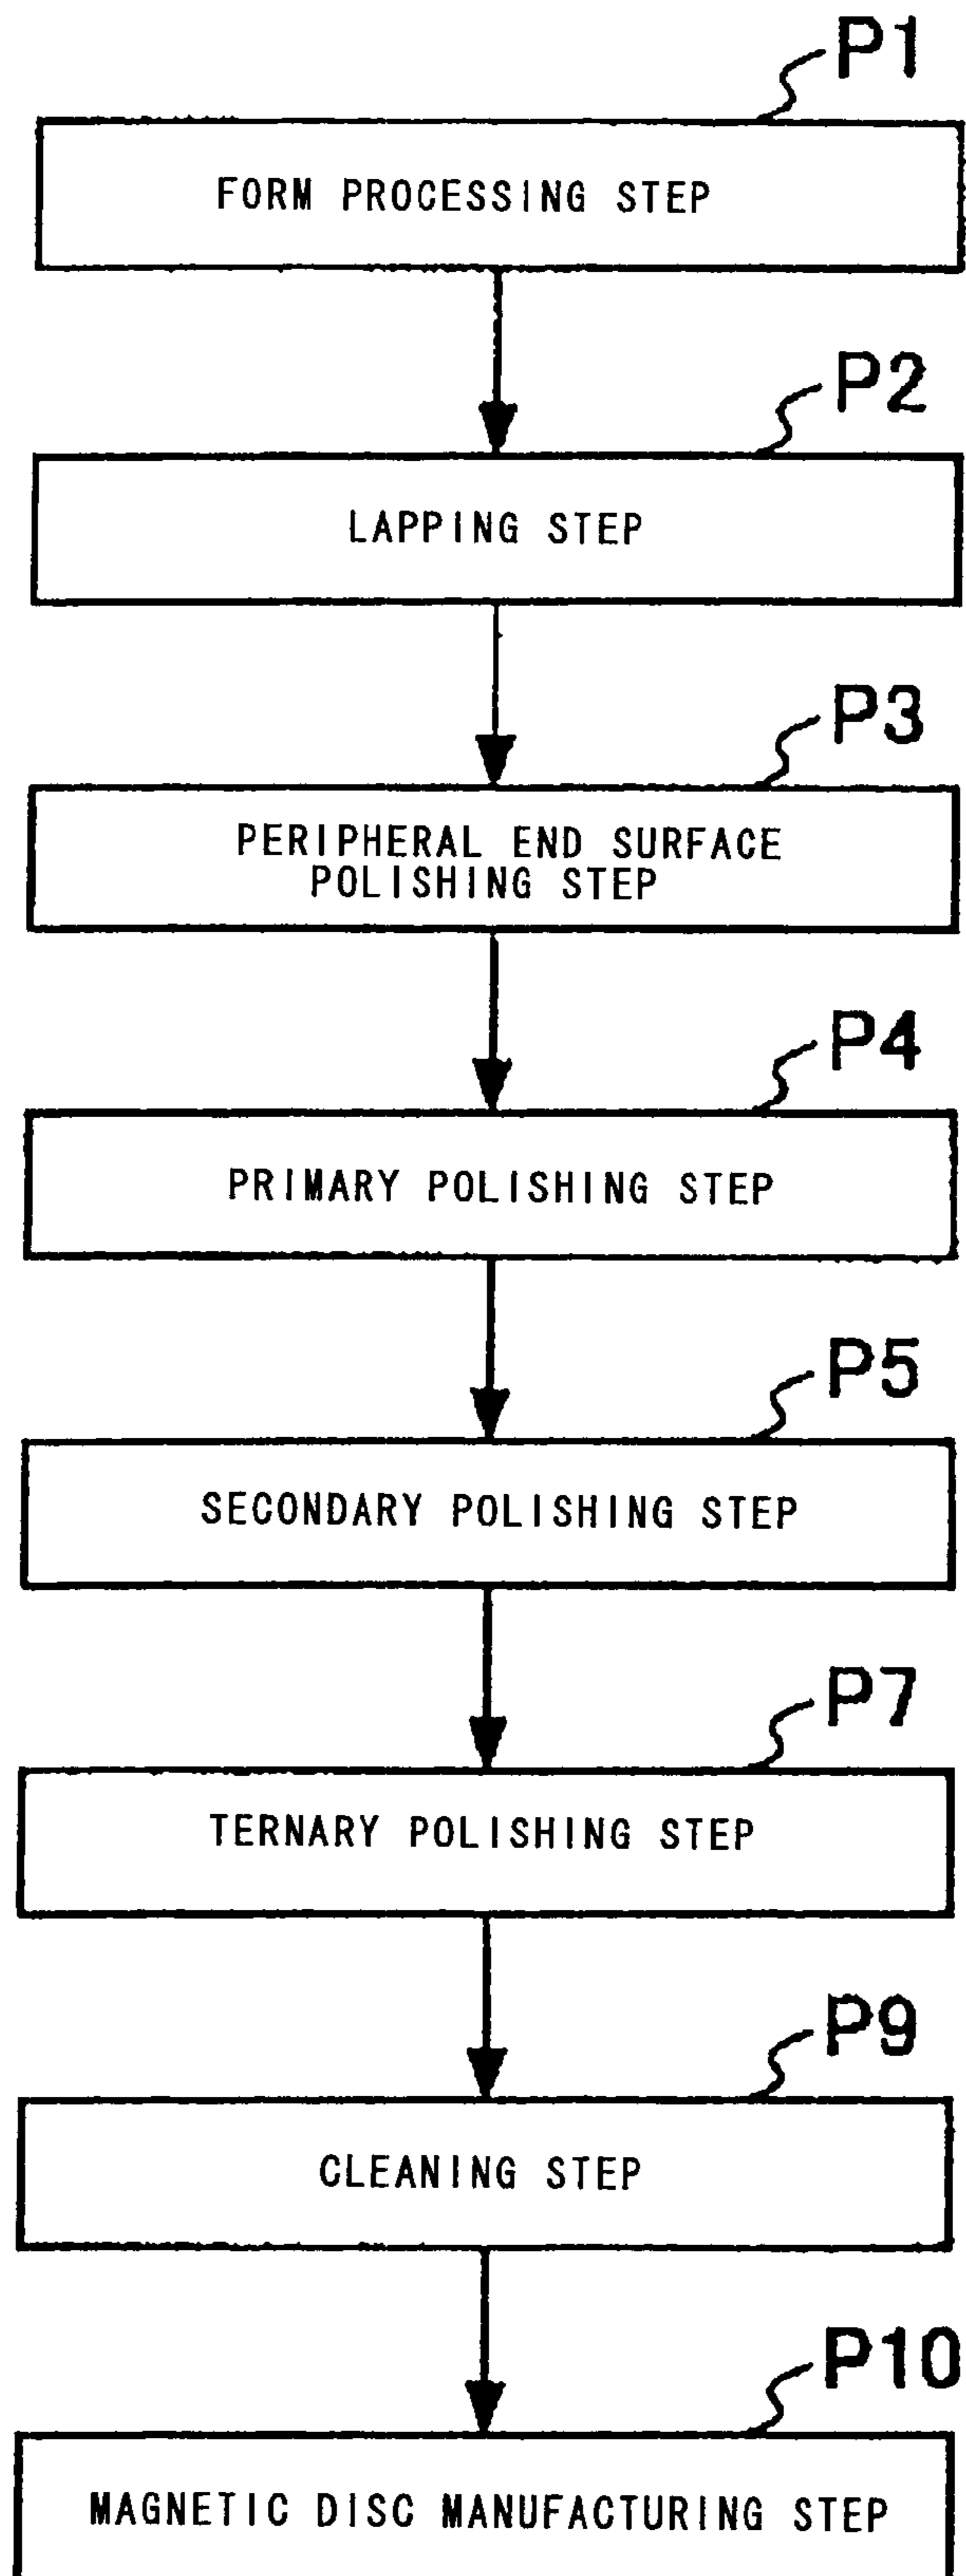 P1
FORM PROCESSING STEP
P2
LAPPING STEP
P3
PERIPHERAL END SURFACE
POLISHING STEP
P4
PRIMARY POLISHING STEP
P5
SECONDARY POLISHING STEP
P7
TERNARY POLISHING STEP
P9
CLEANING STEP
P10
MAGNETIC DISC MANUFACTURING STEP